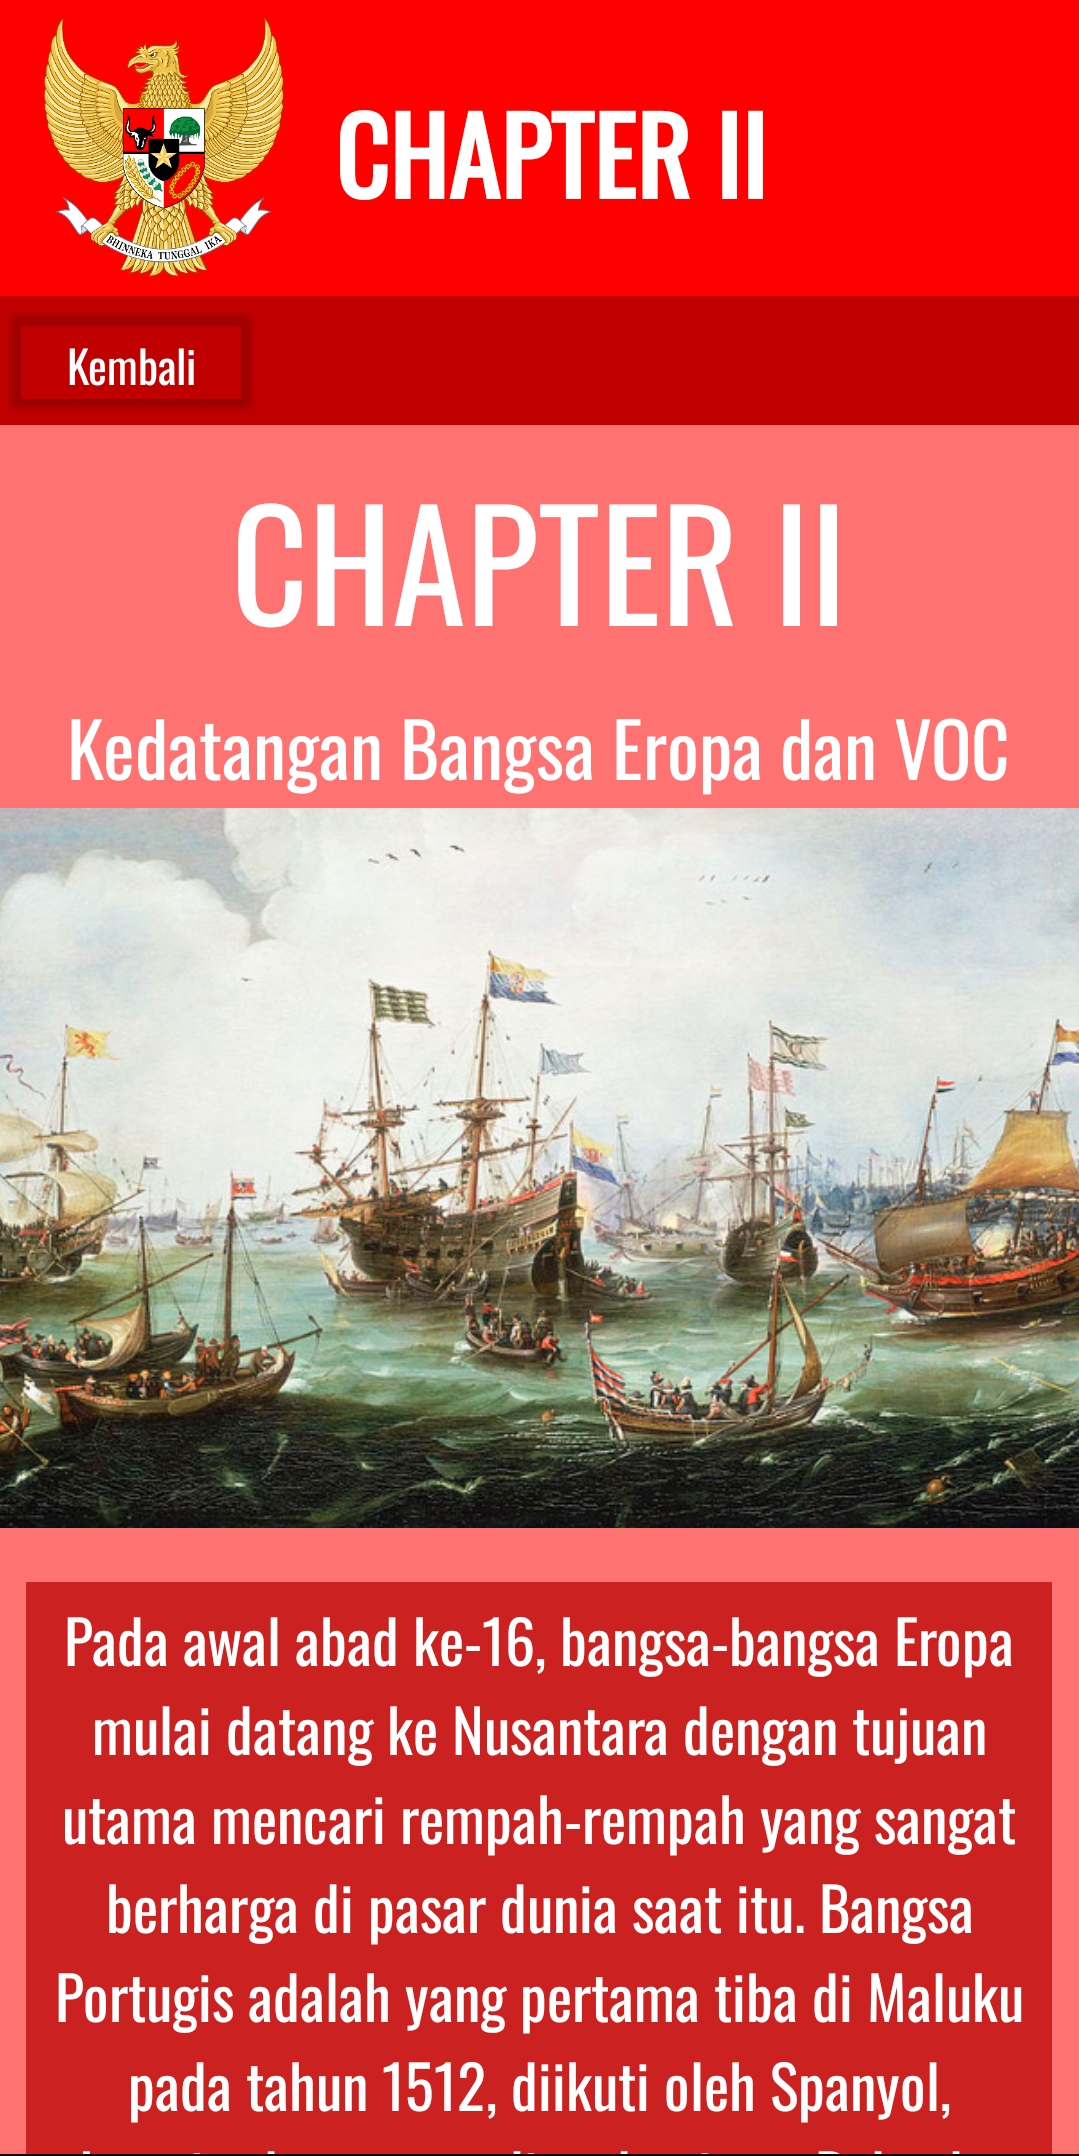 BHINNEKA TUNGGAL IKA
CHAPTER II
Kembali
CHAPTER II
Kedatangan Bangsa Eropa dan VOC
Pada awal abad ke-16, bangsa-bangsa Eropa
mulai datang ke Nusantara dengan tujuan
utama mencari rempah-rempah yang sangat
berharga di pasar dunia saat itu. Bangsa
Portugis adalah yang pertama tiba di Maluku
pada tahun 1512, diikuti oleh Spanyol,